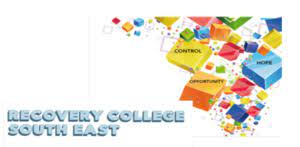 CONTROL
HOPE
OPPORTUNITY
RECOVERY COLLEGE
SOUTH EAST